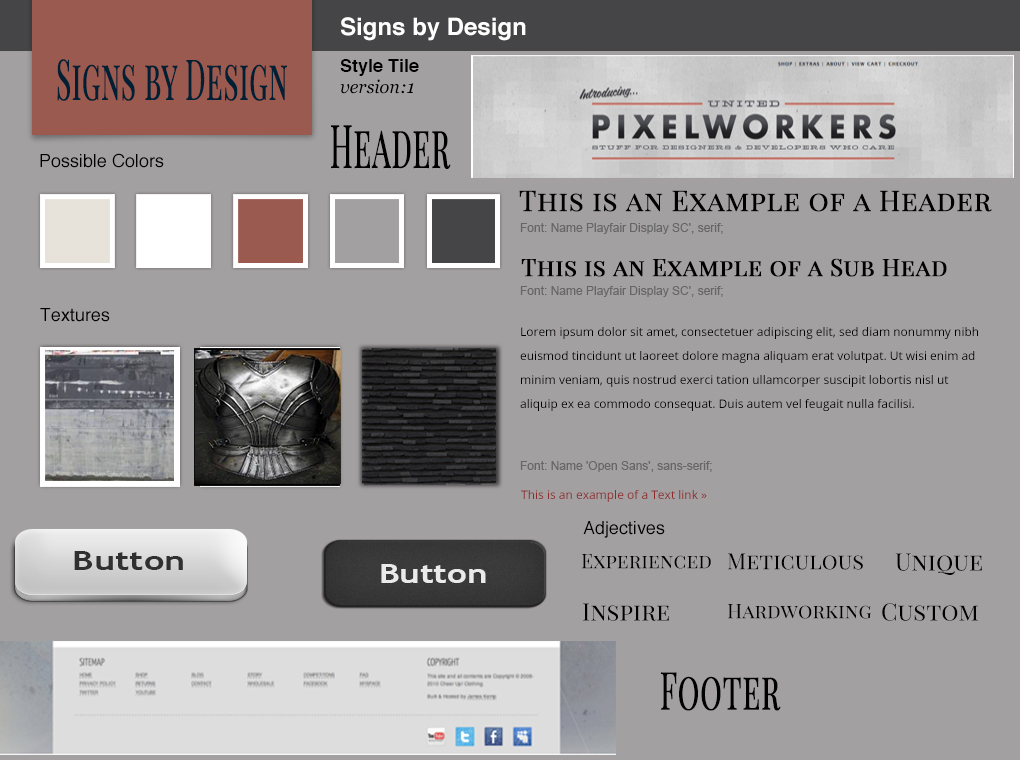 Signs by Design
Signs by Design
Style Tile
version:1
Header
SHOP | EXTRAS | ABOUT | VIEW CART | CHECKOUT
Introducing...
UNITED
PIXELWORKERS
STUFF FOR DESIGNERS & DEVELOPERS WHO CARE
Possible Colors
This is an Example of a Header
Font: Name Playfair Display SC', serif;
This is an Example of a Sub Head
Font: Name Playfair Display SC', serif;
Textures
Lorem ipsum dolor sit amet, consectetuer adipiscing elit, sed diam nonummy nibh
euismod tincidunt ut laoreet dolore magna aliquam erat volutpat. Ut wisi enim ad
minim veniam, quis nostrud exerci tation ullamcorper suscipit lobortis nisl ut
aliquip ex ea commodo consequat. Duis autem vel feugait nulla facilisi.
Font: Name 'Open Sans', sans-serif;
This is an example of a Text link »
Button
Button
Adjectives
Experienced Meticulous Unique
Inspire Hardworking Custom
SITEMAP
HOME SHOP BLOG STORY COMPETITIONS FAQ
PRIVACY POLICY RETURNS CONTACT WHOLESALE FACEBOOK MYSPACE
TWITTER YOUTUBE
COPYRIGHT
This site and all contents are Copyright © 2009-
2010 Cheer Up! Clothing.
Built & Hosted by James Kemp
Footer